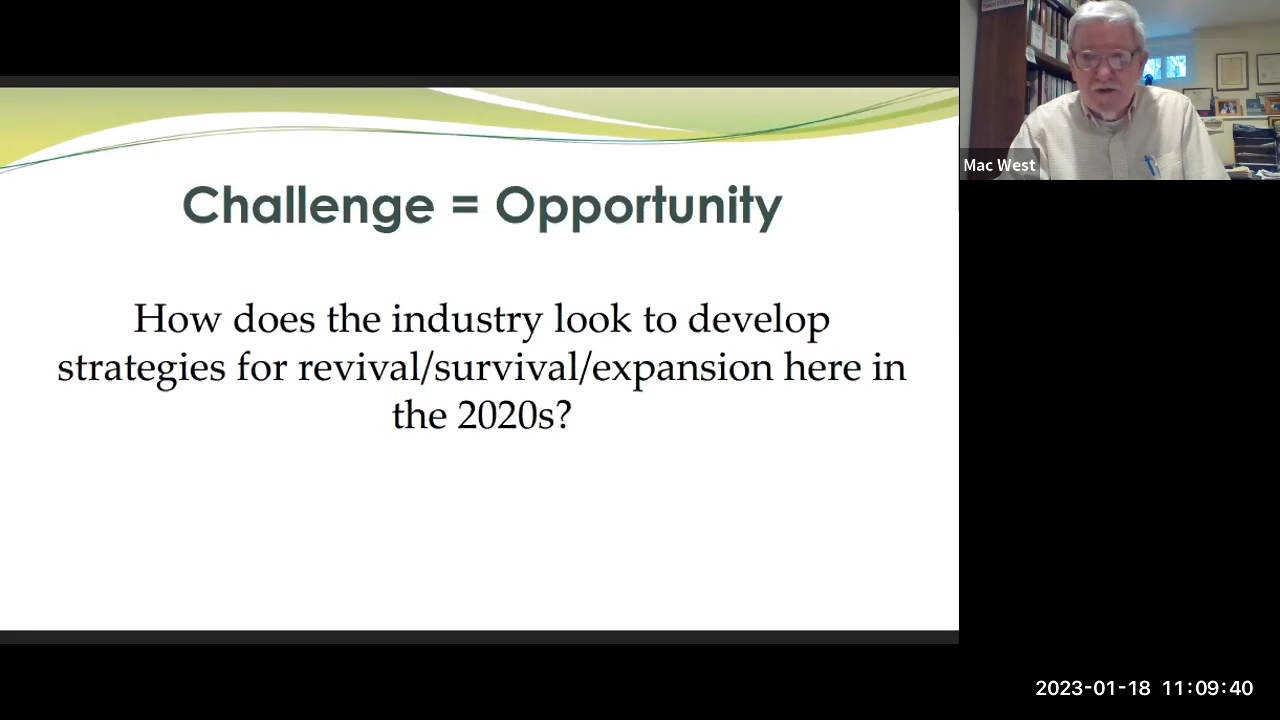 Challenge = Opportunity
How does the industry look to develop
strategies for revival/survival/expansion here in
the 2020s?
Mac West
2023-01-18 11:09:40